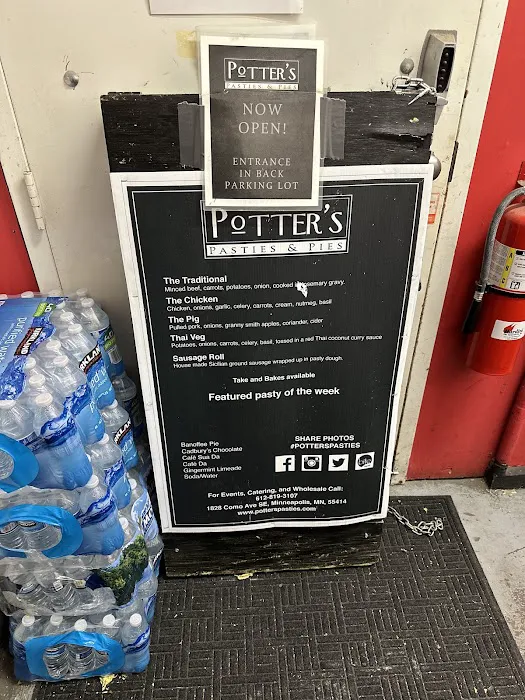 POTTER'S
PASTIES & PIES
NOW
OPEN!
ENTRANCE
IN BACK
PARKING LOT
POTTER'S
PASTIES & PIES
The Traditional
Minced beef, carrots, potatoes, onion, cooked rosemary gravy.
The Chicken
Chicken, onions, garlic, celery, carrots, cream, nutmeg, basil
The Pig
Pulled pork, onions, granny smith apples, coriander, cider.
Thai Veg
Potatoes, onions, carrots, celery, basil, tossed in a red Thai coconut curry sauce
Sausage Roll
House made Sicilian ground sausage wrapped up in pasty dough.
Take and Bakes available
Featured pasty of the week
Banoffee Pie
Cadbury's Chocolate
Café Sua Da
Café Da
Gingermint Limeade
Soda/Water
SHARE PHOTOS
#POTTERSPASTIES
For Events, Catering, and Wholesale Call:
612-819-3107
1828 Como Ave SE, Minneapolis, MN, 55414
www.potterspasties.com